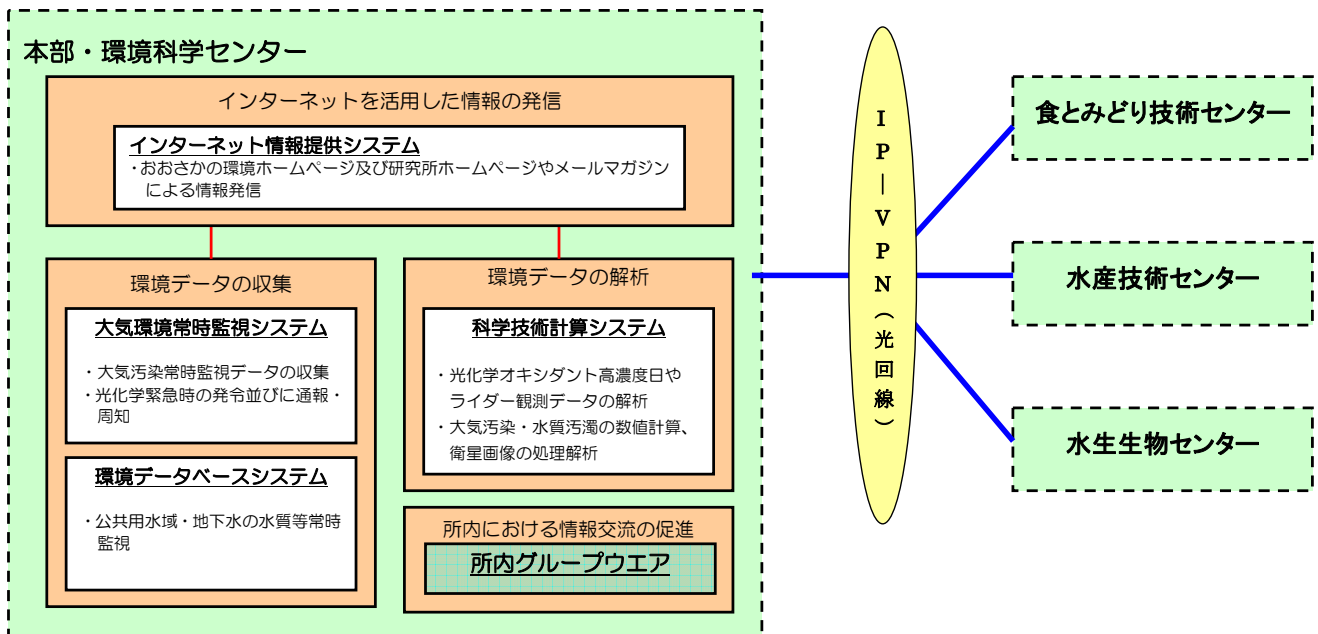 本部・環境科学センター
インターネットを活用した情報の発信
インターネット情報提供システム
・おおさかの環境ホームページ及び研究所ホームページやメールマガジン
による情報発信
環境データの収集
大気環境常時監視システム
・大気汚染常時監視データの収集
・光化学緊急時の発令並びに通報・
周知
環境データベースシステム
・公共用水域・地下水の水質等常時
監視
環境データの解析
科学技術計算システム
・光化学オキシダント高濃度日や
ライダー観測データの解析
・大気汚染・水質汚濁の数値計算、
衛星画像の処理解析
所内における情報交流の促進
所内グループウエア
IP―VPN(光回線)
食とみどり技術センター
水産技術センター
水生生物センター